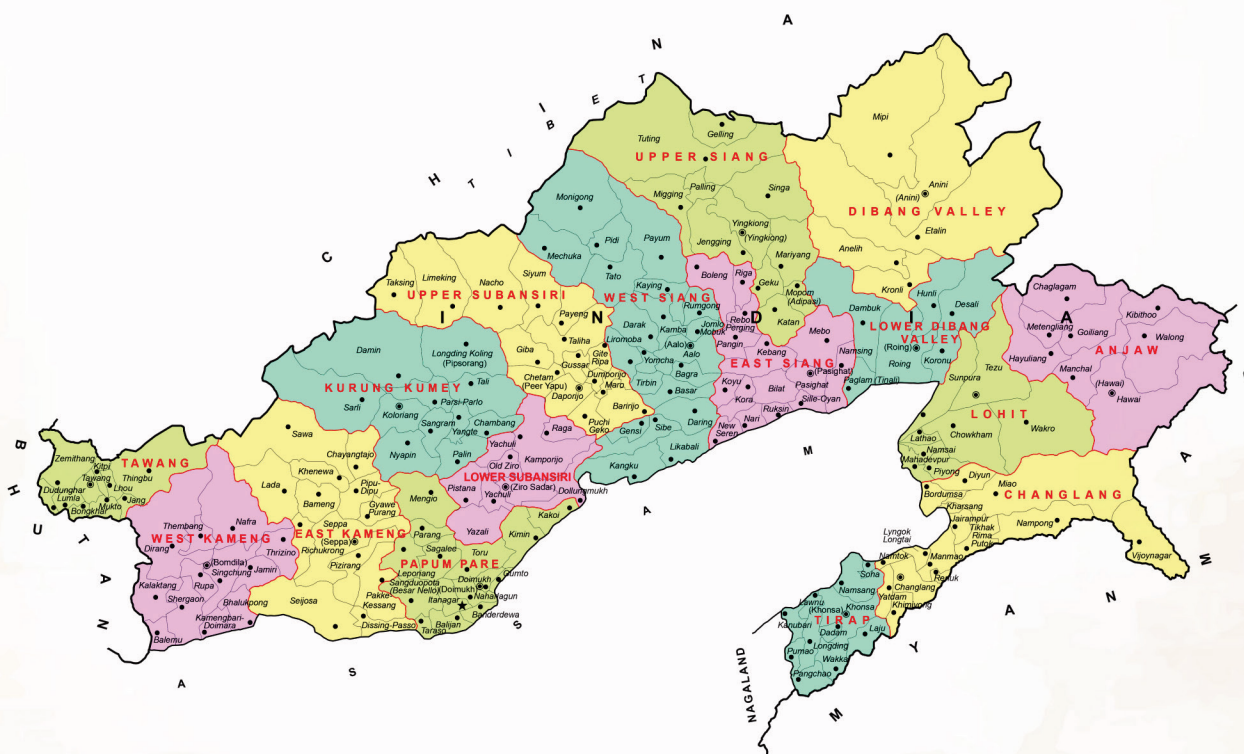 CHINA
TIBET
INDIA
BHUTAN
ASSAM
NAGALAND
MYANMAR
TAWANG
Zemithang
Kitpi
Tawang
Thingbu
Lhou
Dudunghar
Lumla
Bongkhar
Mukto
Jang
WEST KAMENG
Thembang
Nafra
Dirang
Thrizino
(Bomdila)
Singchung
Jamiri
Kalaktang
Rupa
Shergaon
Bhalukpong
Kamengbari-
Doimara
Balemu
EAST KAMENG
Sawa
Chayangtajo
Khenewa
Lada
Pipu-
Dipu
Bameng
Gyawe
Purang
Seppa
(Seppa)
Richukrong
Pizirang
Pakke-
Kessang
Seijosa
Dissing-Passo
PAPUM PARE
Mengio
Parang
Sagalee
Toru
Kimin
Kakoi
Leporiang
Sangduopota
(Besar Nello)
Doimukh
(Doimukh)
Gumto
Itanagar
Naharlagun
Banderdewa
Balijan
Taraso
LOWER SUBANSIRI
Raga
Yachuli
Kamporijo
Old Ziro
Pistana
(Ziro Sadar)
Dollungmukh
Yachuli
Yazali
KURUNG KUMEY
Damin
Longding Koling
(Pipsorang)
Tali
Sarli
Koloriang
Parsi-Parlo
Sangram
Chambang
Yangte
Nyapin
Palin
UPPER SUBANSIRI
Taksing
Limeking
Nacho
Siyum
Payeng
Taliha
Giba
Gite
Ripa
Gussar
Chetam
(Peer Yapu)
Dumporijo
Daporijo
Maro
Baririjo
Puchi
Geko
WEST SIANG
Monigong
Mechuka
Pidi
Tato
Payum
Kaying
Rumgong
Darak
Kamba
Jomlo
Mobuk
Liromoba
(Aalo)
Aalo
Yomcha
Bagra
Tirbin
Basar
Gensi
Sibe
Daring
Likabali
Kangku
UPPER SIANG
Tuting
Gelling
Migging
Palling
Singa
Yingkiong
(Yingkiong)
Jengging
Mariyang
Geku
Mopom
(Adipasi)
Katan
EAST SIANG
Boleng
Riga
Rebo
Perging
Pangin
Kebang
Mebo
Namsing
(Pasighat)
Pasighat
Koyu
Kora
Bilat
Sille-Oyan
Ruksin
Nari
New
Seren
DIBANG VALLEY
Mipi
Anini
(Anini)
Etalin
Anelih
Kronli
LOWER DIBANG
VALLEY
Dambuk
Hunli
Desali
(Roing)
Roing
Koronu
Paglam (Tinali)
ANJAW
Chaglagam
Kibithoo
Metengliang
Goiliang
Walong
Hayuliang
Manchal
(Hawai)
Hawai
LOHIT
Tezu
Sunpura
Wakro
Chowkham
Lathao
Namsai
Mahadevpur
Piyong
CHANGLANG
Diyun
Miao
Bordumsa
Kharsang
Jairampur
Nampong
Tikhak
Rima
Putok
Vijoynagar
Lyngok
Longtai
Namtok
Manmao
Renuk
Changlang
Yatdam
Khimiyong
TIRAP
Soha
Namsang
Lawnu
(Khonsa)
Khonsa
Kanubari
Dadam
Laju
Longding
Pumao
Wakka
Pangchao